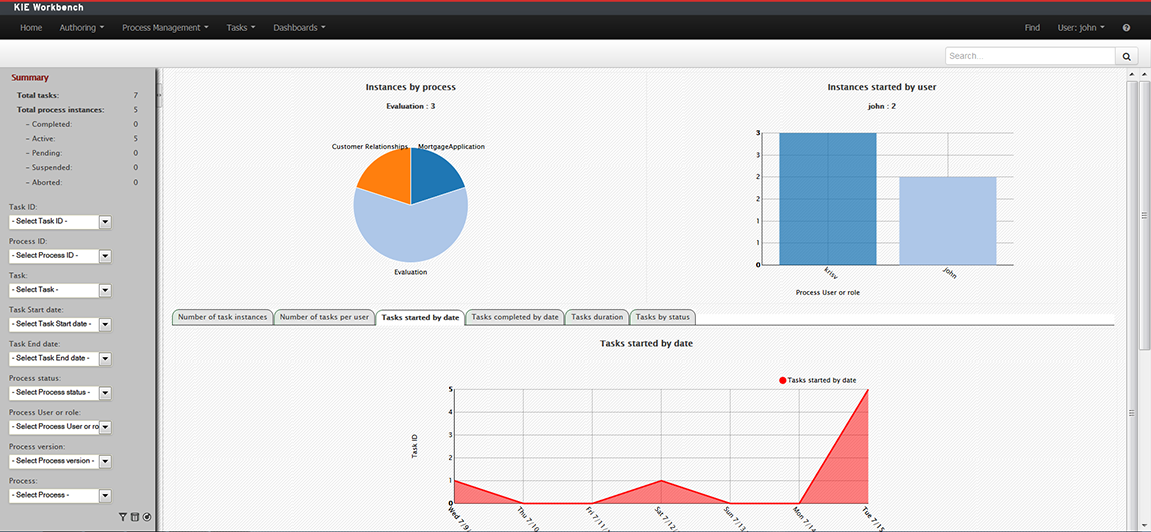 KIE Workbench
Home Authoring Process Management Tasks Dashboards Find User: john
Search...
Summary
Total tasks: 7
Total process instances: 5
– Completed: 0
– Active: 5
– Pending: 0
– Suspended: 0
– Aborted: 0
Task ID:
- Select Task ID -
Process ID:
- Select Process ID -
Task:
- Select Task -
Task Start date:
- Select Task Start date -
Task End date:
- Select Task End date -
Process status:
- Select Process status -
Process User or role:
- Select Process User or ro
Process version:
- Select Process version -
Process:
- Select Process -
Instances by process
Evaluation : 3
Customer Relationships MortgageApplication
Evaluation
Instances started by user
john : 2
3
3
2
2
1
1
0
krisv john
Process User or role
Number of task instances Number of tasks per user Tasks started by date Tasks completed by date Tasks duration Tasks by status
Tasks started by date
Tasks started by date
Task ID
5
4
3
2
1
0
Wed 7/9/ Thu 7/10 Fri 7/11/ Sat 7/12/ Sun 7/13 Mon 7/14 Tue 7/15